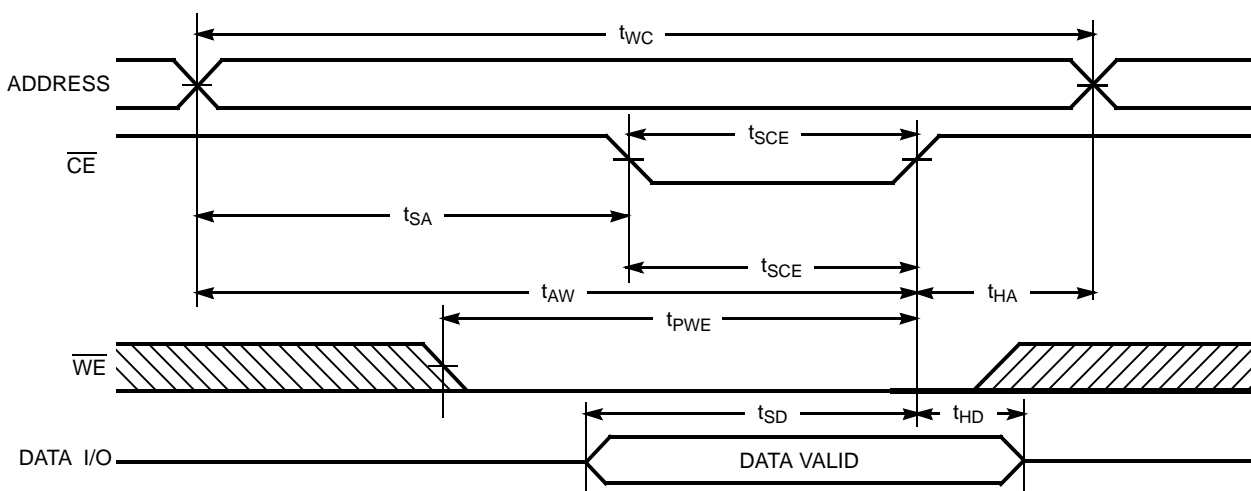 tWC
ADDRESS
tSCE
CE
tSA
tSCE
tAW
tHA
tPWE
WE
tSD
tHD
DATA I/O
DATA VALID